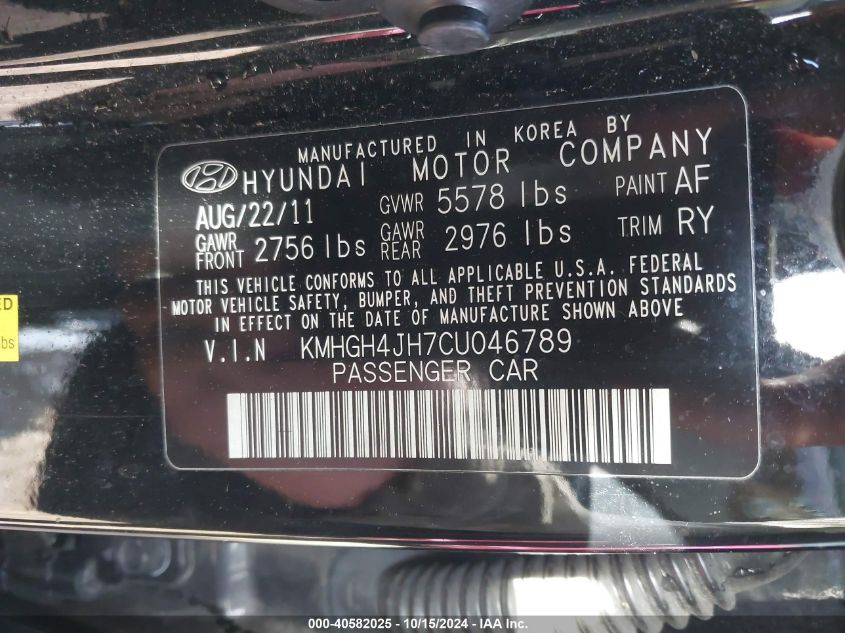 MANUFACTURED IN KOREA BY
HYUNDAI MOTOR COMPANY
AUG/22/11 GVWR 5578 lbs PAINT AF
GAWR FRONT 2756 lbs GAWR REAR 2976 lbs TRIM RY
THIS VEHICLE CONFORMS TO ALL APPLICABLE U.S.A. FEDERAL
MOTOR VEHICLE SAFETY, BUMPER, AND THEFT PREVENTION STANDARDS
IN EFFECT ON THE DATE OF MANUFACTURE SHOWN ABOVE
V.I.N KMHGH4JH7CU046789
PASSENGER CAR
ED
lbs
000-40582025 - 10/15/2024 - IAA Inc.